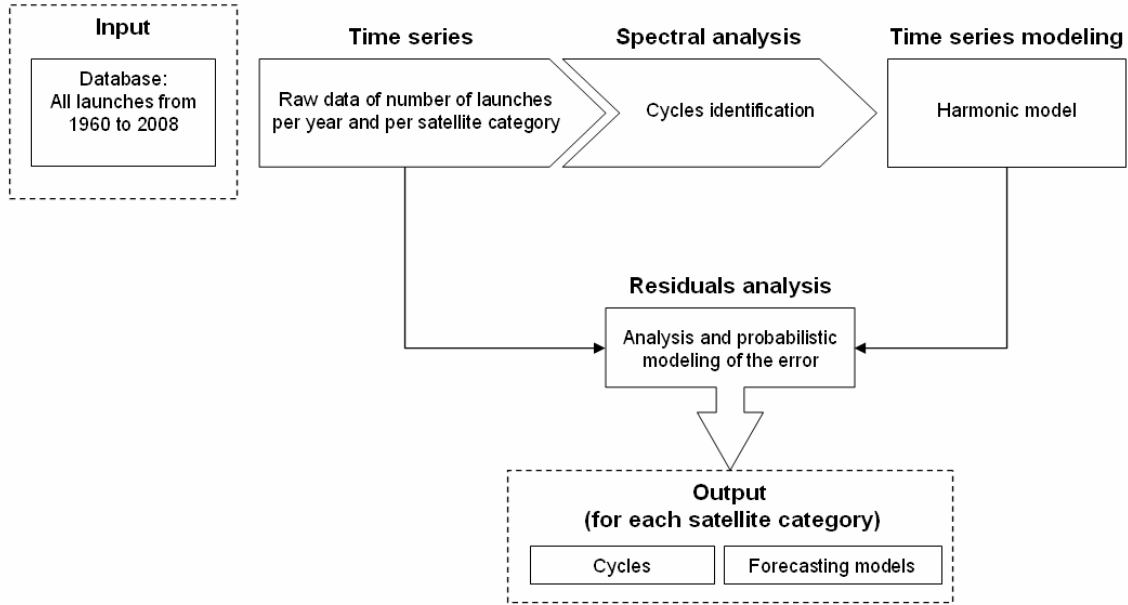 Input
Database:
All launches from
1960 to 2008
Time series
Raw data of number of launches
per year and per satellite category
Spectral analysis
Cycles identification
Time series modeling
Harmonic model
Residuals analysis
Analysis and probabilistic
modeling of the error
Output
(for each satellite category)
Cycles
Forecasting models